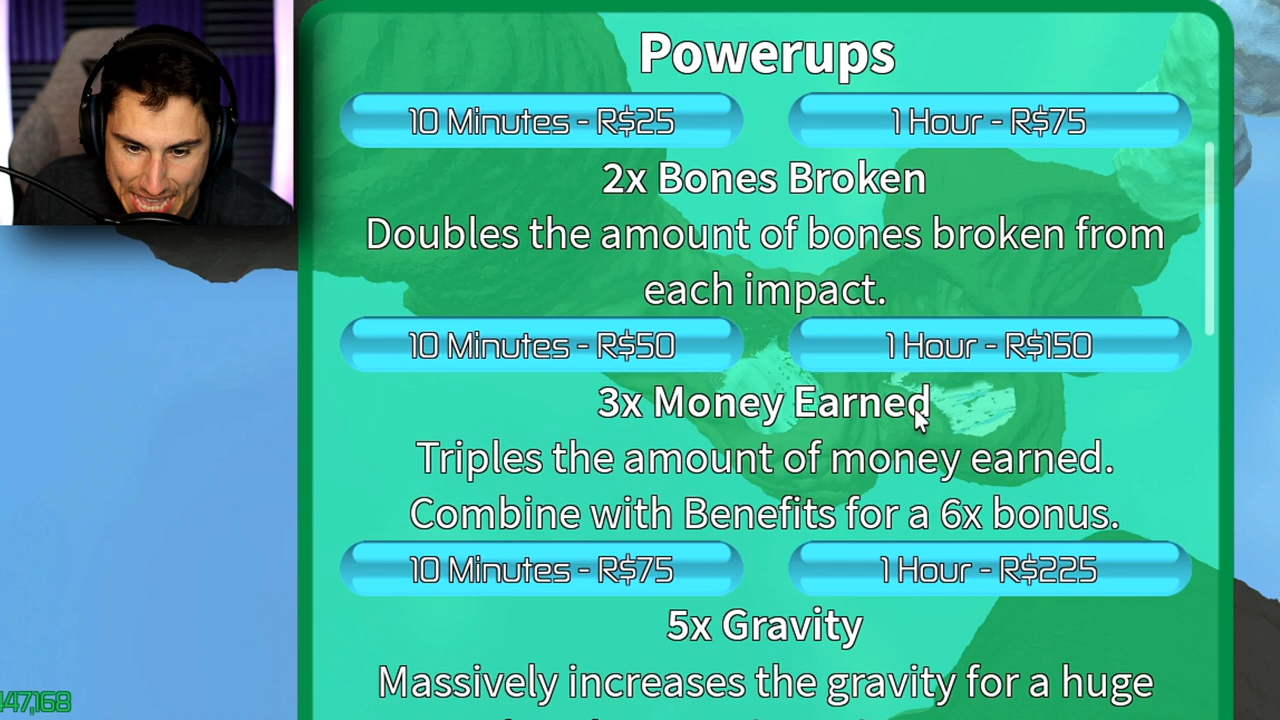 Powerups
10 Minutes - R$25
1 Hour - R$75
2x Bones Broken
Doubles the amount of bones broken from
each impact.
10 Minutes - R$50
1 Hour - R$150
3x Money Earned
Triples the amount of money earned.
Combine with Benefits for a 6x bonus.
10 Minutes - R$75
1 Hour - R$225
5x Gravity
Massively increases the gravity for a huge
447,168